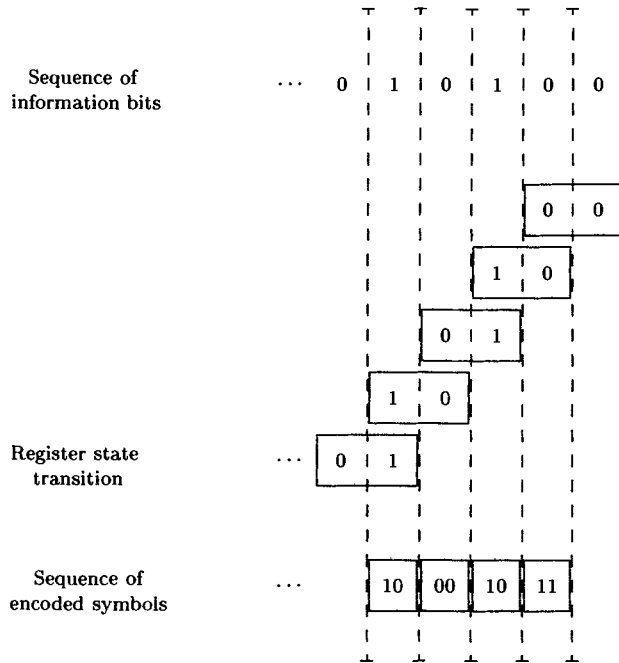 Sequence of
information bits
··· 0 1 0 1 0 0
0 0
1 0
0 1
1 0
Register state
transition
··· 0 1
Sequence of
encoded symbols
··· 10 00 10 11